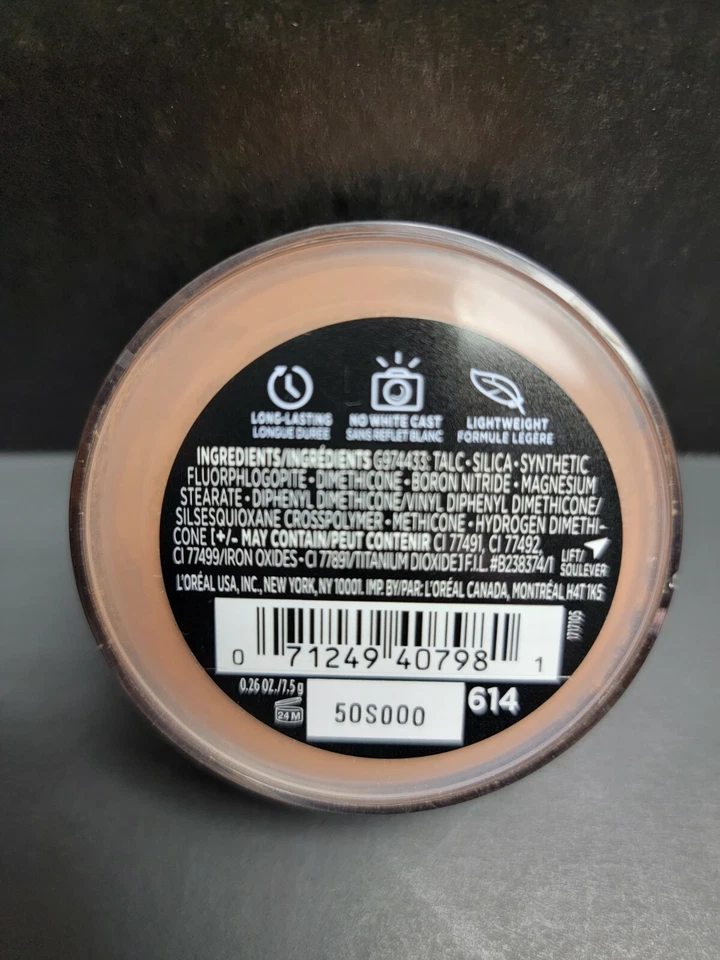 LONG-LASTING NO WHITE CAST LIGHTWEIGHT
LONGUE DURÉE SANS REFLET BLANC FORMULE LÉGÈRE
INGREDIENTS/INGRÉDIENTS G974433: TALC • SILICA • SYNTHETIC
FLUORPHLOGOPITE • DIMETHICONE • BORON NITRIDE • MAGNESIUM
STEARATE • DIPHENYL DIMETHICONE/VINYL DIPHENYL DIMETHICONE/
SILSESQUIOXANE CROSSPOLYMER • METHICONE • HYDROGEN DIMETHI-
CONE [+/– MAY CONTAIN/PEUT CONTENIR CI 77491, CI 77492,
CI 77499/IRON OXIDES • CI 77891/TITANIUM DIOXIDE] F.I.L. #B238374/1
LIFT/
SOULEVER
L'ORÉAL USA, INC., NEW YORK, NY 10001. IMP. BY/PAR: L'ORÉAL CANADA, MONTRÉAL H4T 1K5
1717105
0 71249 40798 1
0.26 OZ./7.5 g
24 M
50S000
614